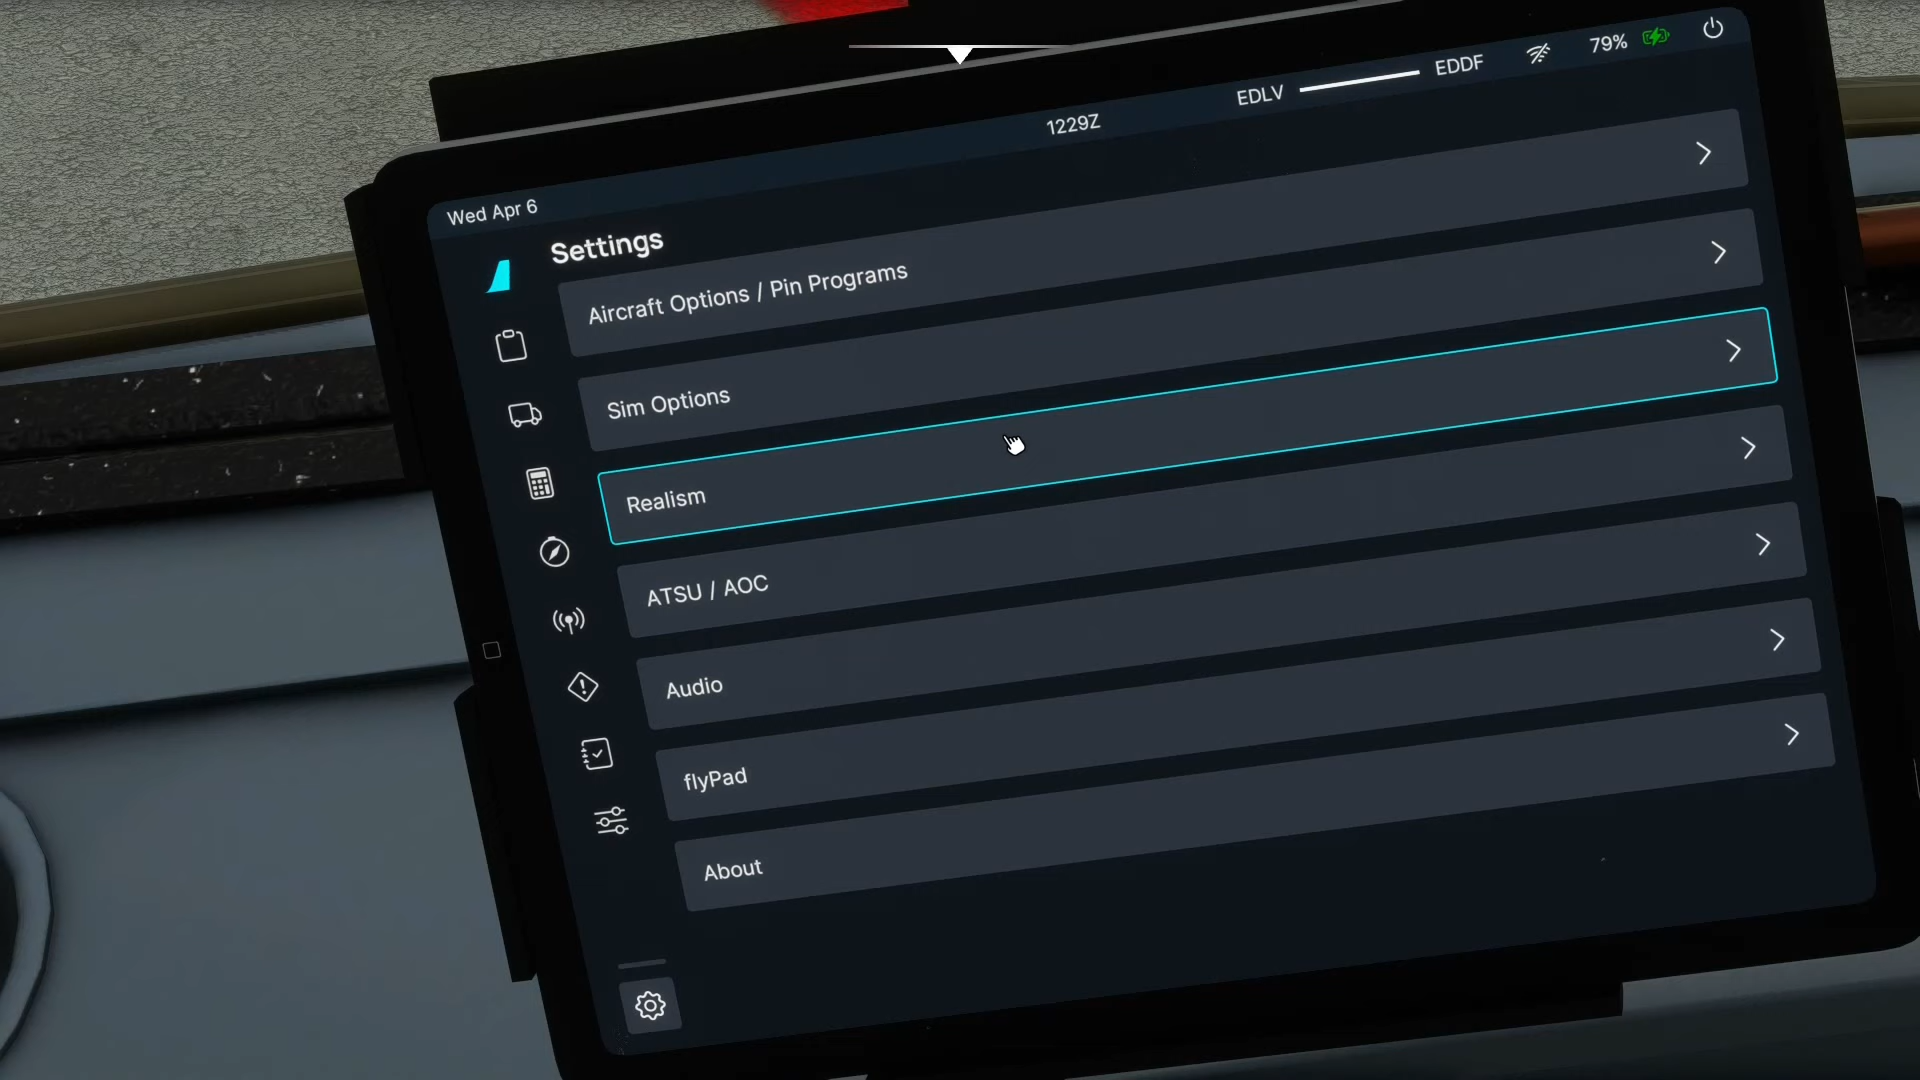 Wed Apr 6
1229Z
EDLV
EDDF
79%
Settings
Aircraft Options / Pin Programs
Sim Options
Realism
ATSU / AOC
Audio
flyPad
About